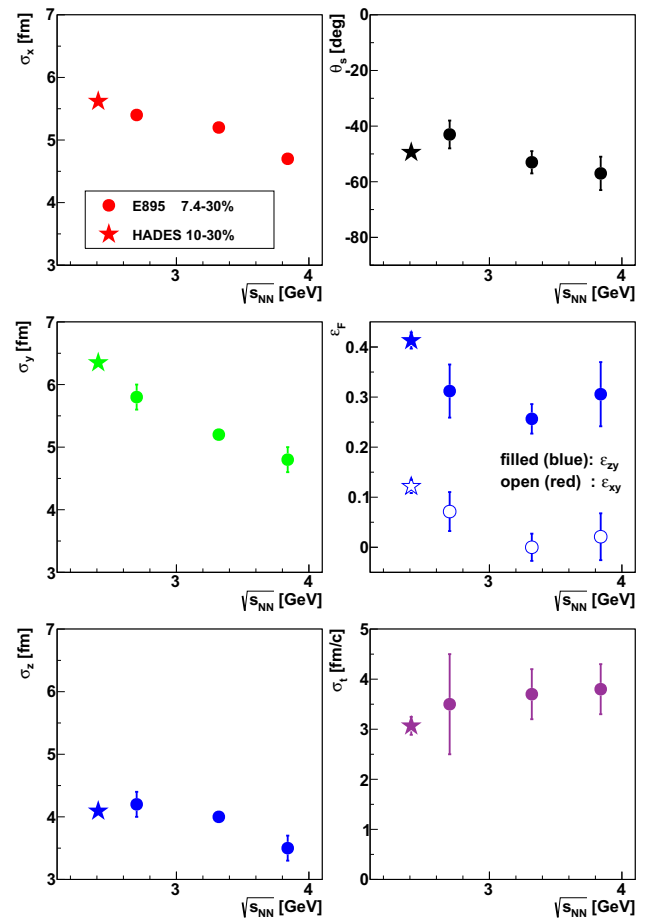 σx [fm]
7
6
5
4
3
E895 7.4-30%
HADES 10-30%
3 4
√sNN [GeV]
θs [deg]
0
-20
-40
-60
-80
3 4
√sNN [GeV]
σy [fm]
7
6
5
4
3
3 4
√sNN [GeV]
εF
0.4
0.3
0.2
0.1
0
filled (blue): εzy
open (red) : εxy
3 4
√sNN [GeV]
σz [fm]
7
6
5
4
3
3 4
√sNN [GeV]
σt [fm/c]
5
4
3
2
1
0
3 4
√sNN [GeV]